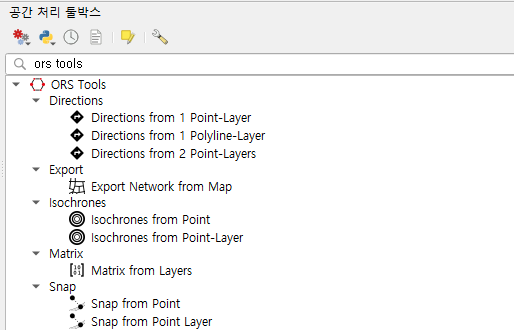 공간 처리 툴박스
ors tools
ORS Tools
Directions
Directions from 1 Point-Layer
Directions from 1 Polyline-Layer
Directions from 2 Point-Layers
Export
Export Network from Map
Isochrones
Isochrones from Point
Isochrones from Point-Layer
Matrix
Matrix from Layers
Snap
Snap from Point
Snap from Point Layer